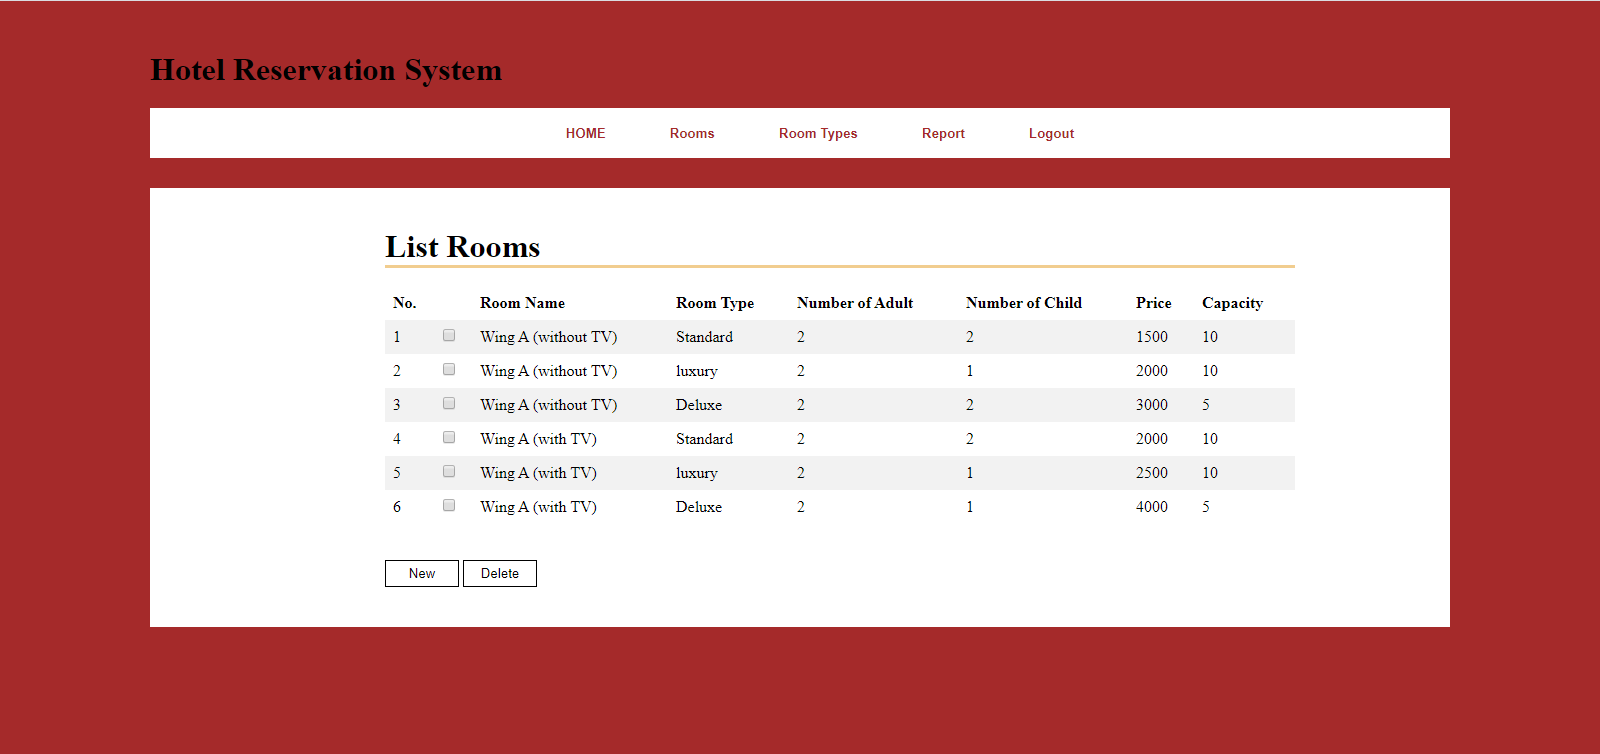 Hotel Reservation System
HOME Rooms Room Types Report Logout
List Rooms
No. Room Name Room Type Number of Adult Number of Child Price Capacity
1 Wing A (without TV) Standard 2 2 1500 10
2 Wing A (without TV) luxury 2 1 2000 10
3 Wing A (without TV) Deluxe 2 2 3000 5
4 Wing A (with TV) Standard 2 2 2000 10
5 Wing A (with TV) luxury 2 1 2500 10
6 Wing A (with TV) Deluxe 2 1 4000 5
New Delete